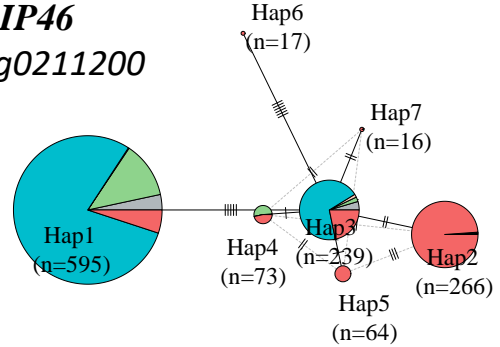 IP46
g0211200
Hap6
(n=17)
Hap7
(n=16)
Hap1
(n=595)
Hap3
(n=239)
Hap4
(n=73)
Hap2
(n=266)
Hap5
(n=64)